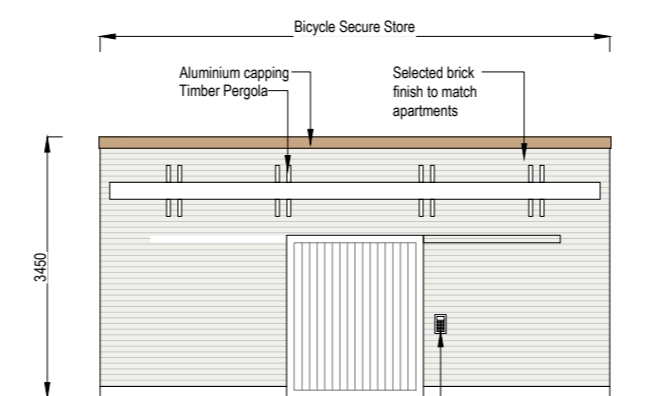 Bicycle Secure Store
Aluminium capping
Timber Pergola
Selected brick
finish to match
apartments
3450